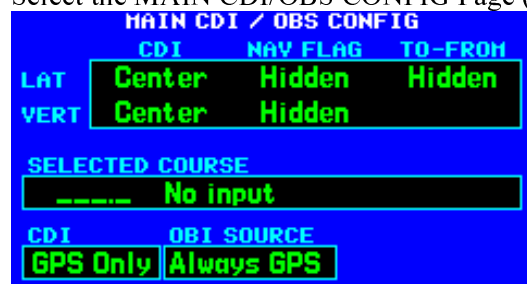 Select the MAIN CDI/OBS CONFIG Page (
MAIN CDI / OBS CONFIG
CDI NAV FLAG TO-FROM
LAT Center Hidden Hidden
VERT Center Hidden
SELECTED COURSE
___._ No input
CDI OBI SOURCE
GPS Only Always GPS